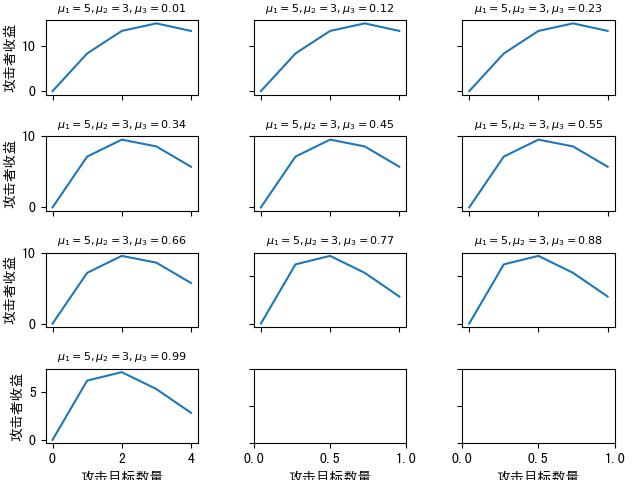 μ₁ = 5, μ₂ = 3, μ₃ = 0.01
μ₁ = 5, μ₂ = 3, μ₃ = 0.12
μ₁ = 5, μ₂ = 3, μ₃ = 0.23
攻击者收益
10
0
μ₁ = 5, μ₂ = 3, μ₃ = 0.34
μ₁ = 5, μ₂ = 3, μ₃ = 0.45
μ₁ = 5, μ₂ = 3, μ₃ = 0.55
攻击者收益
10
0
μ₁ = 5, μ₂ = 3, μ₃ = 0.66
μ₁ = 5, μ₂ = 3, μ₃ = 0.77
μ₁ = 5, μ₂ = 3, μ₃ = 0.88
攻击者收益
10
0
μ₁ = 5, μ₂ = 3, μ₃ = 0.99
攻击者收益
5
0
0 2 4
0.0 0.5 1.0
0.0 0.5 1.0
攻击目标数量
攻击目标数量
攻击目标数量